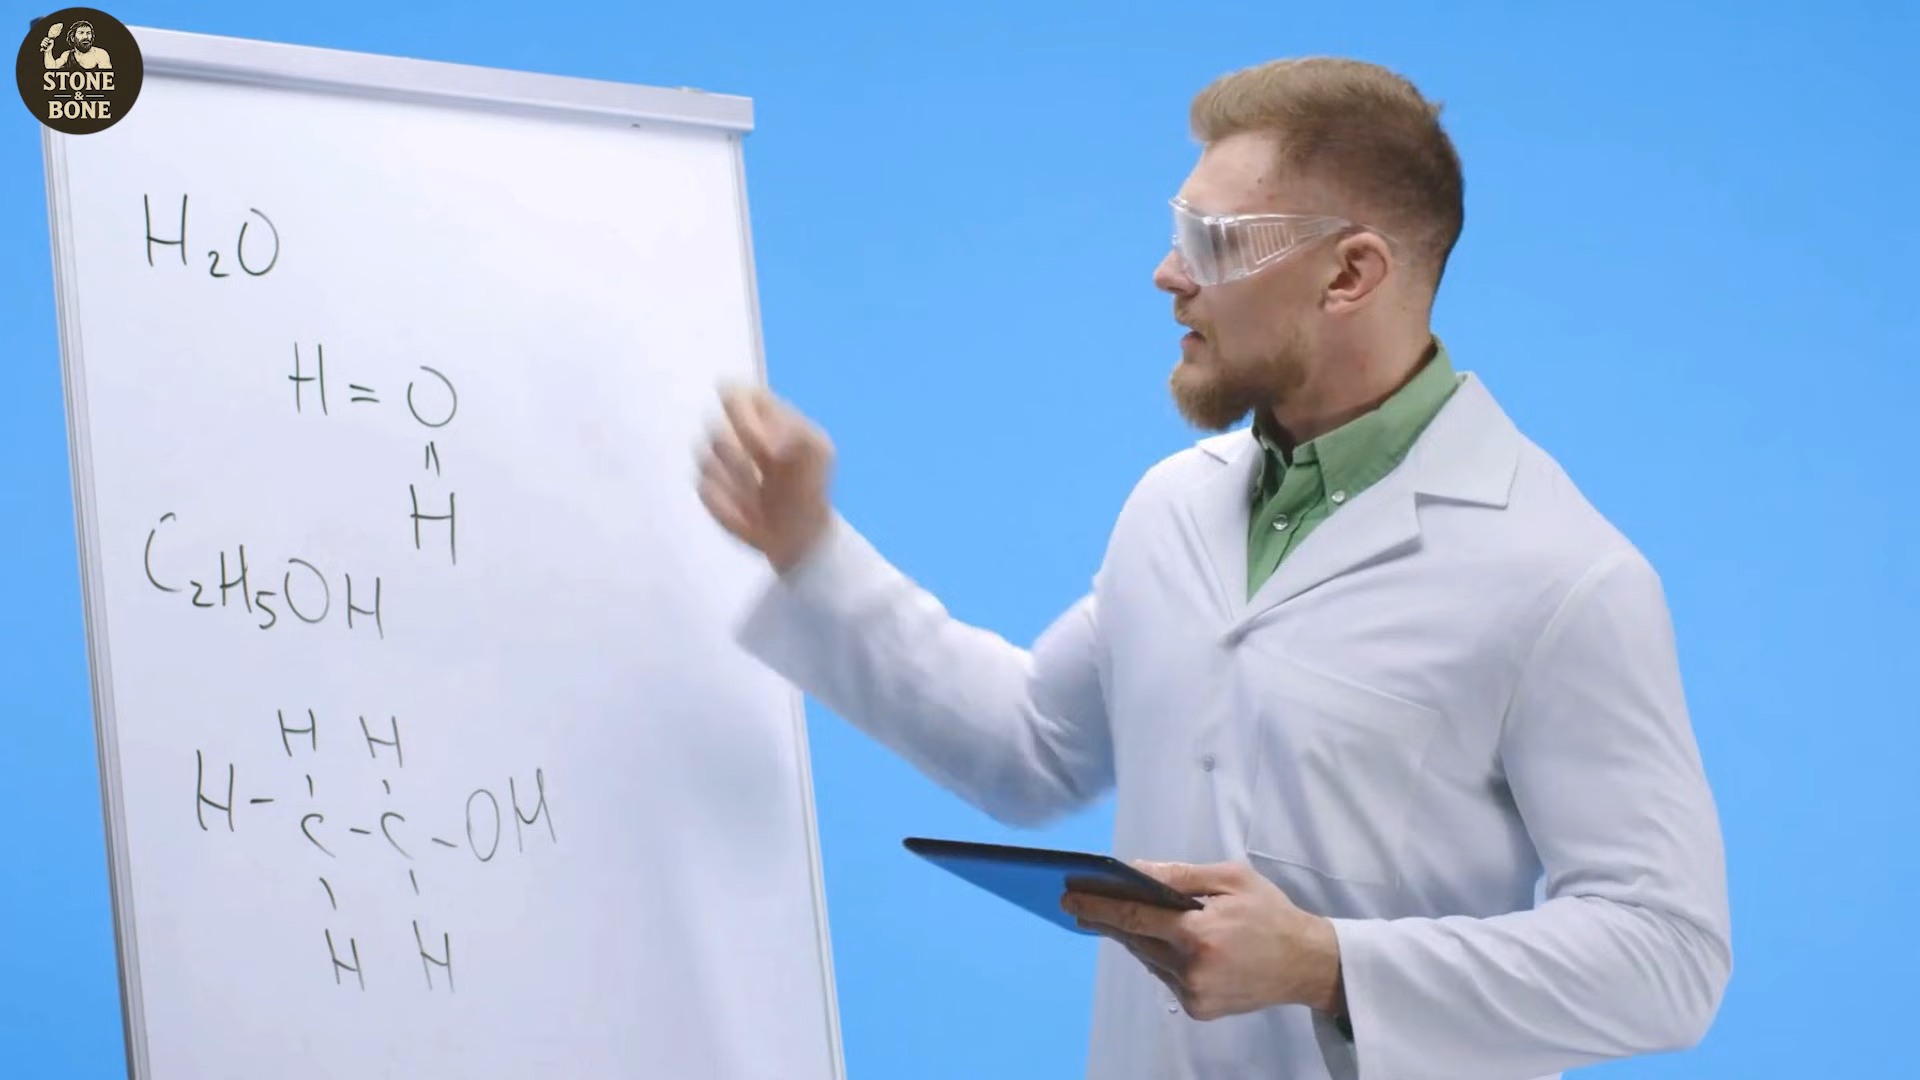 STONE
&
BONE
H₂O
H = O
=
H
C₂H₅OH
H H
H - C - C - OH
H H